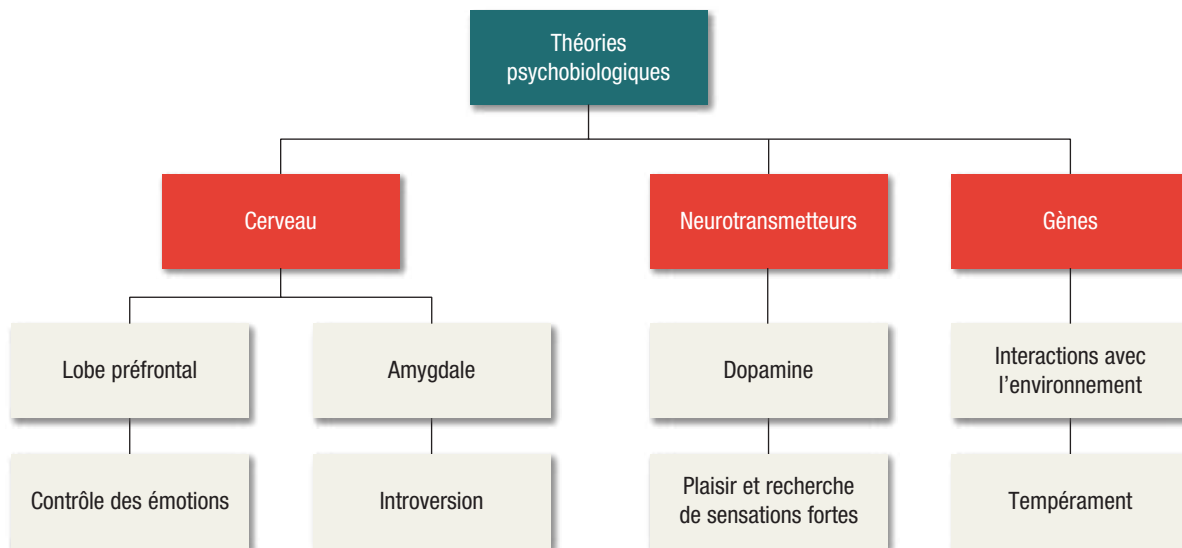 Théories
psychobiologiques
Cerveau
Neurotransmetteurs
Gènes
Lobe préfrontal
Amygdale
Dopamine
Interactions avec
l’environnement
Contrôle des émotions
Introversion
Plaisir et recherche
de sensations fortes
Tempérament